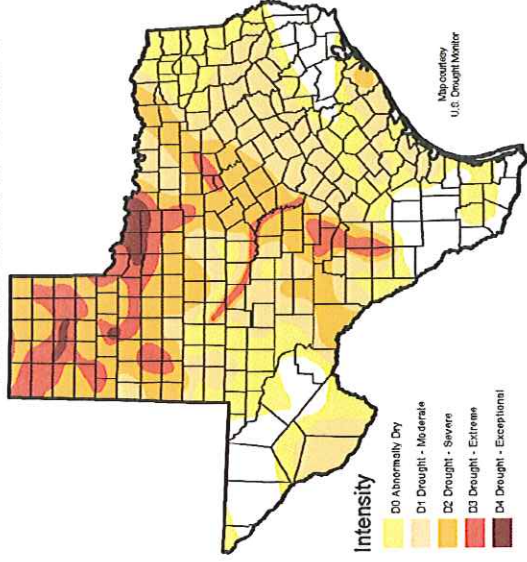 Intensity
D0 Abnormally Dry
D1 Drought - Moderate
D2 Drought - Severe
D3 Drought - Extreme
D4 Drought - Exceptional
Map courtesy
U.S. Drought Monitor